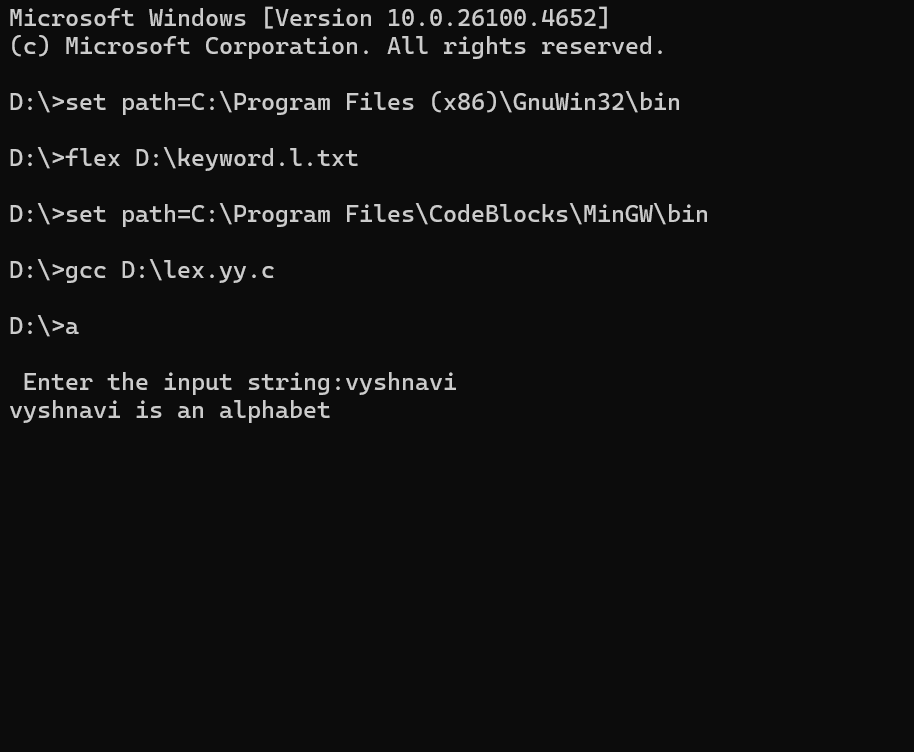 Microsoft Windows [Version 10.0.26100.4652]
(c) Microsoft Corporation. All rights reserved.
D:\>set path=C:\Program Files (x86)\GnuWin32\bin
D:\>flex D:\keyword.l.txt
D:\>set path=C:\Program Files\CodeBlocks\MinGW\bin
D:\>gcc D:\lex.yy.c
D:\>a
Enter the input string:vyshnavi
vyshnavi is an alphabet